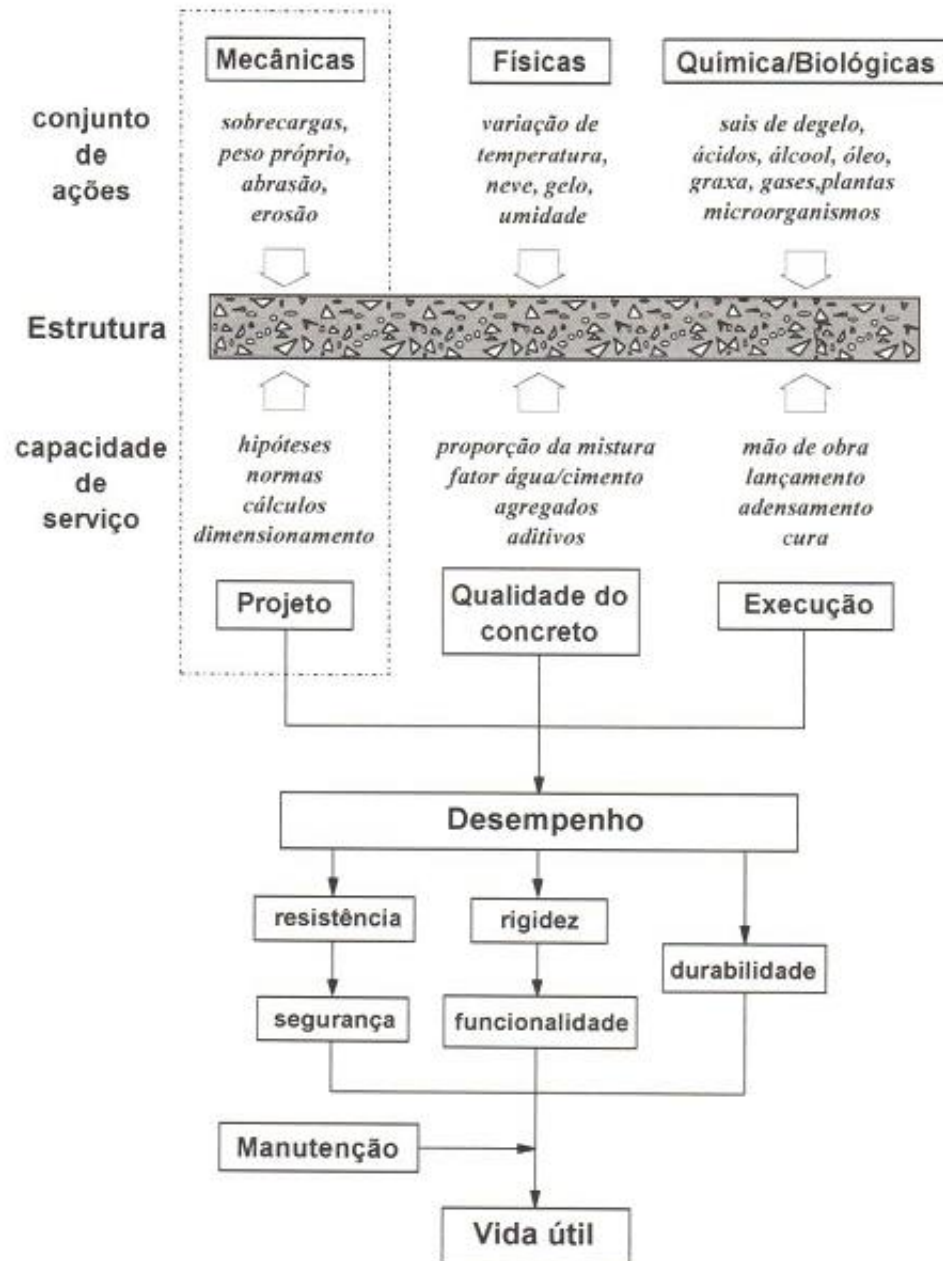 Mecânicas
Físicas
Química/Biológicas
conjunto
de
ações
sobrecargas,
peso próprio,
abrasão,
erosão
variação de
temperatura,
neve, gelo,
umidade
sais de degelo,
ácidos, álcool, óleo,
graxa, gases,plantas
microorganismos
Estrutura
capacidade
de
serviço
hipóteses
normas
cálculos
dimensionamento
proporção da mistura
fator água/cimento
agregados
aditivos
mão de obra
lançamento
adensamento
cura
Projeto
Qualidade do
concreto
Execução
Desempenho
resistência
rigidez
durabilidade
segurança
funcionalidade
Manutenção
Vida útil